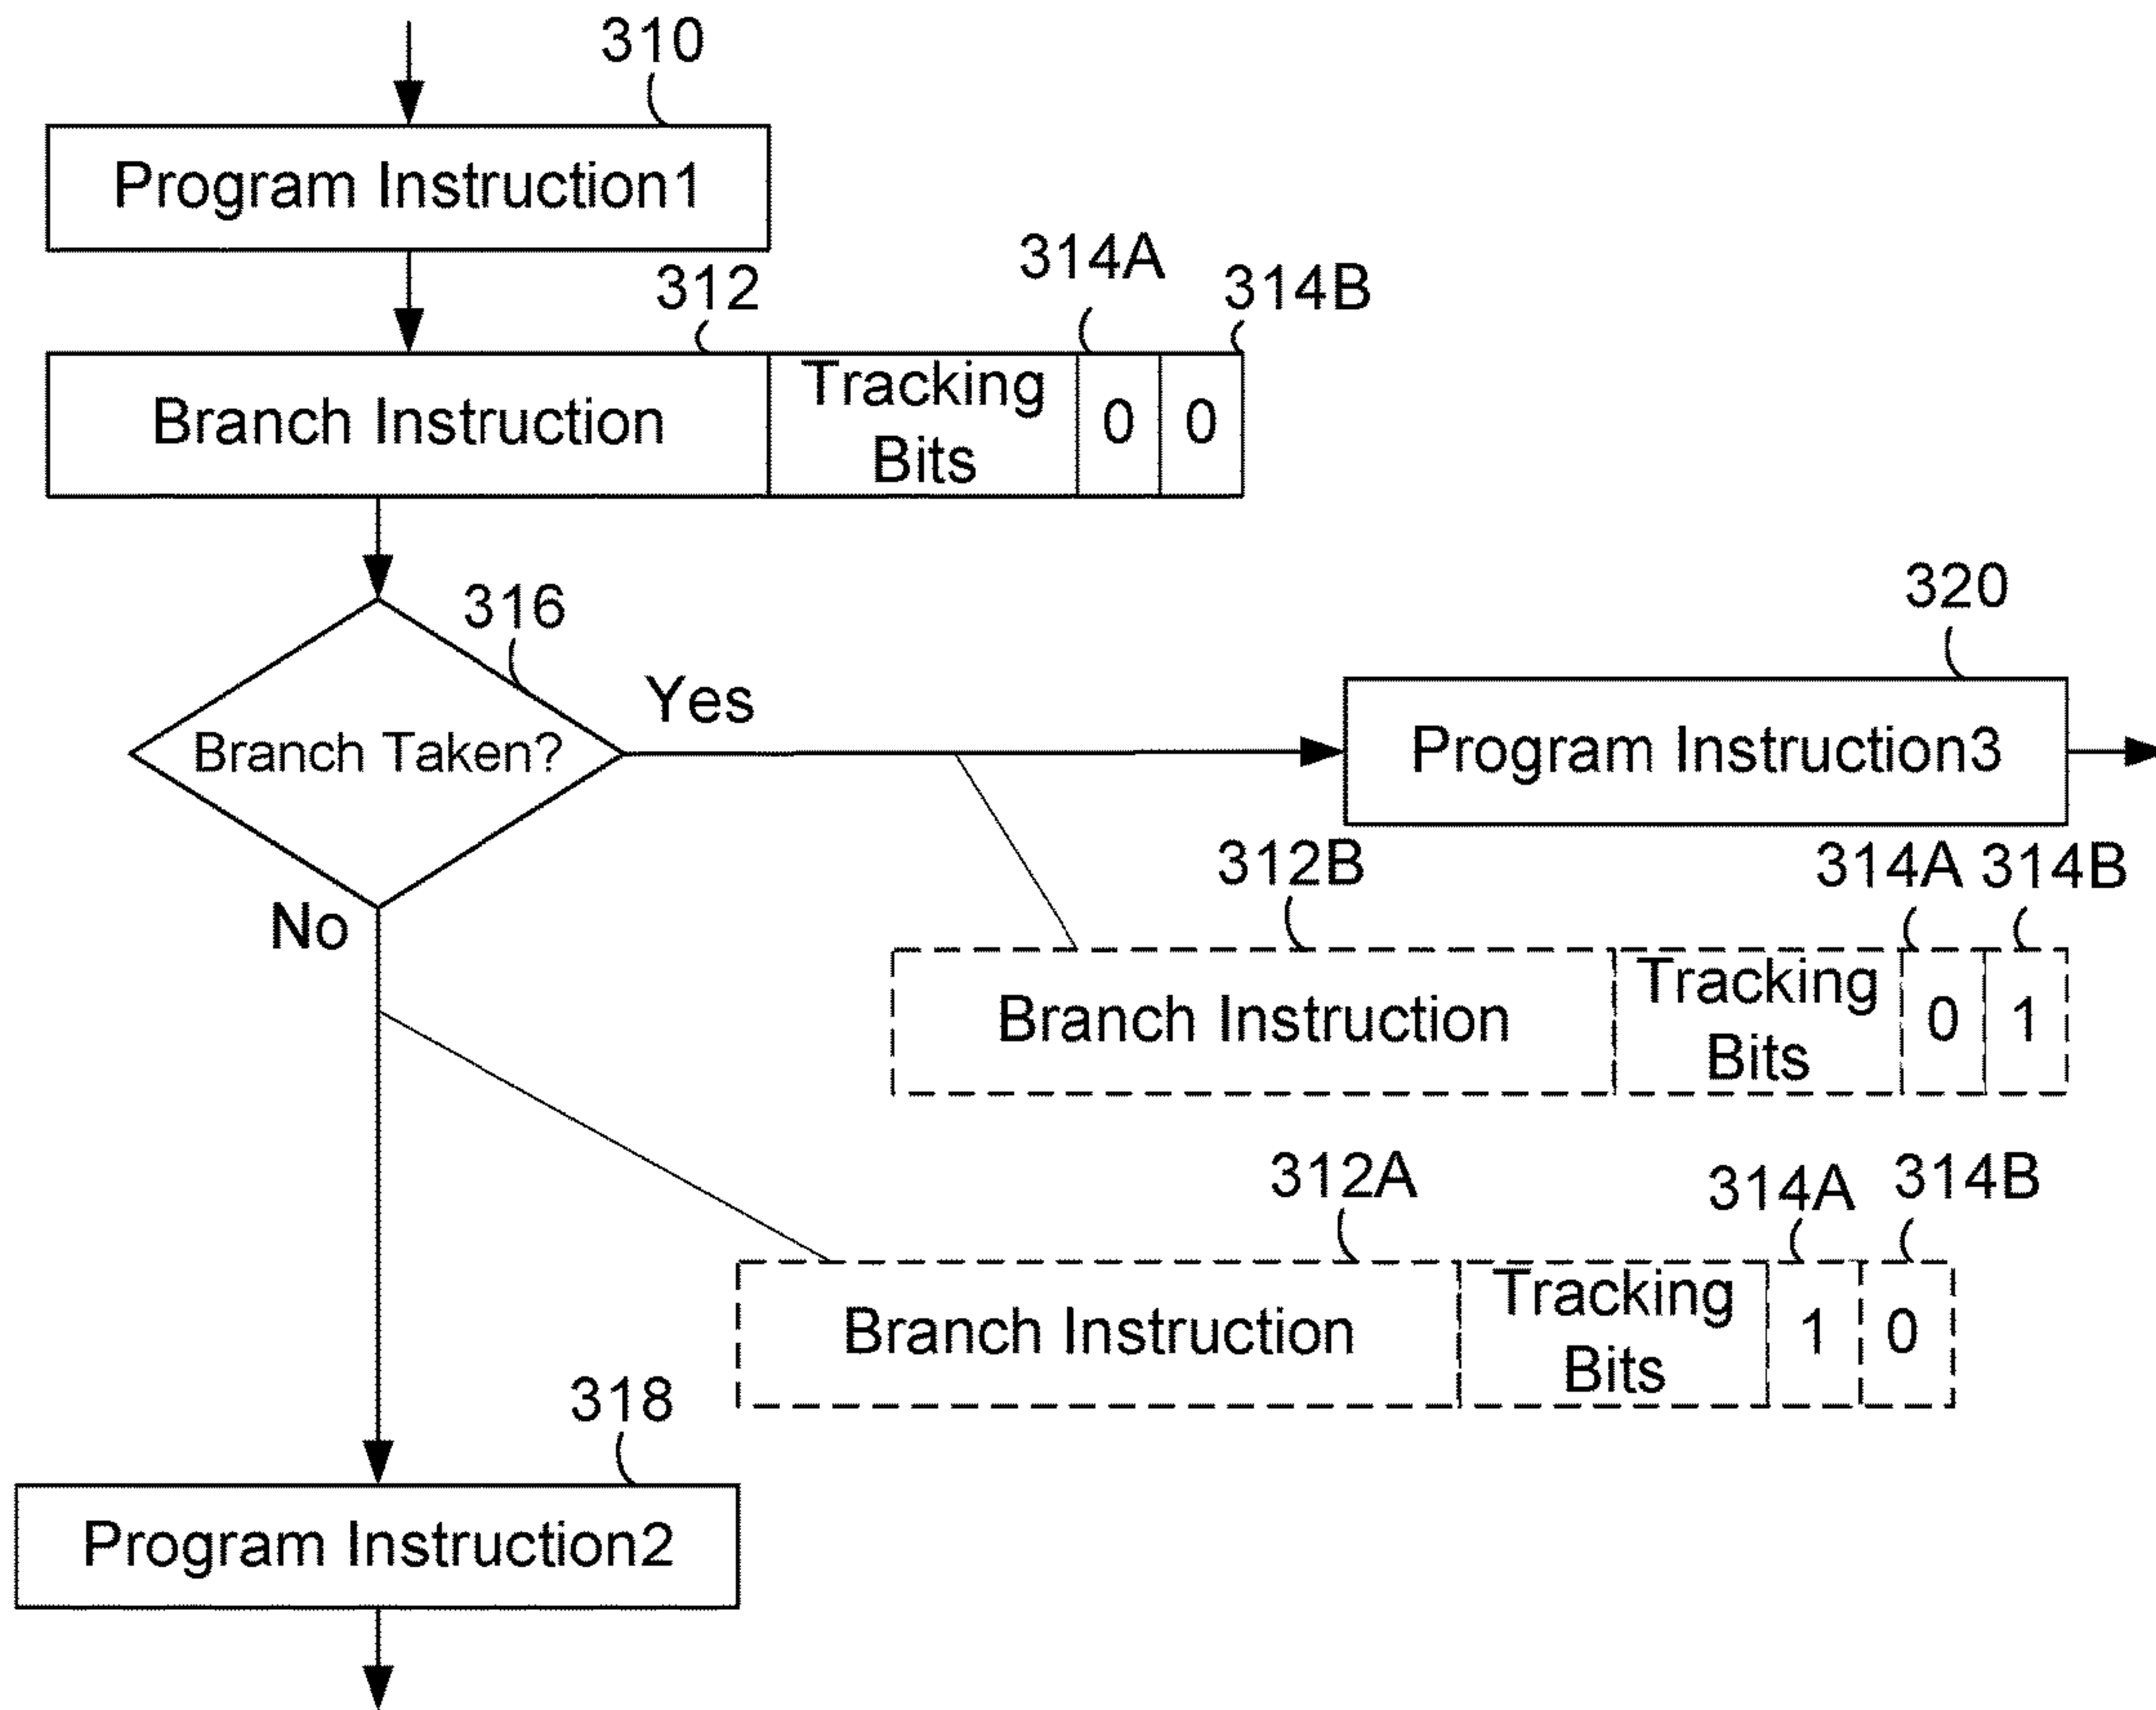 310
Program Instruction1
312
314A
314B
Branch Instruction
Tracking
Bits
0
0
316
Branch Taken?
Yes
320
Program Instruction3
No
312B
314A
314B
Branch Instruction
Tracking
Bits
0
1
312A
314A
314B
Branch Instruction
Tracking
Bits
1
0
318
Program Instruction2